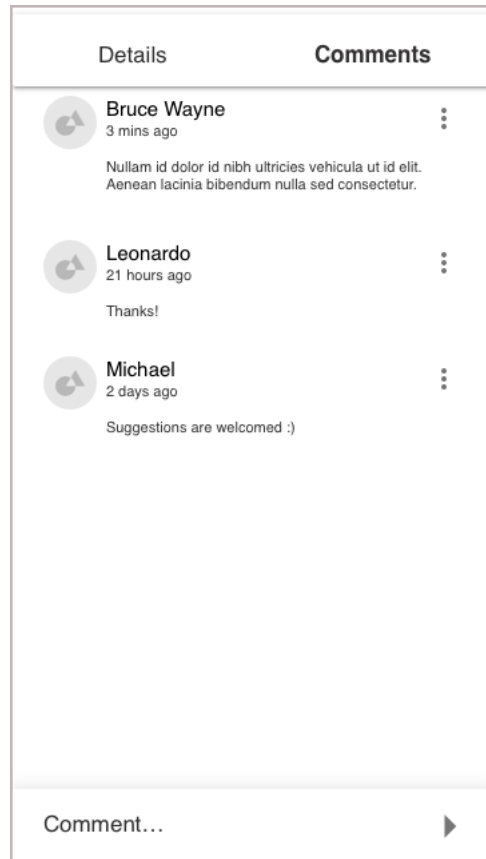 Details
Comments
Bruce Wayne
3 mins ago
Nullam id dolor id nibh ultricies vehicula ut id elit.
Aenean lacinia bibendum nulla sed consectetur.
Leonardo
21 hours ago
Thanks!
Michael
2 days ago
Suggestions are welcomed :)
Comment...